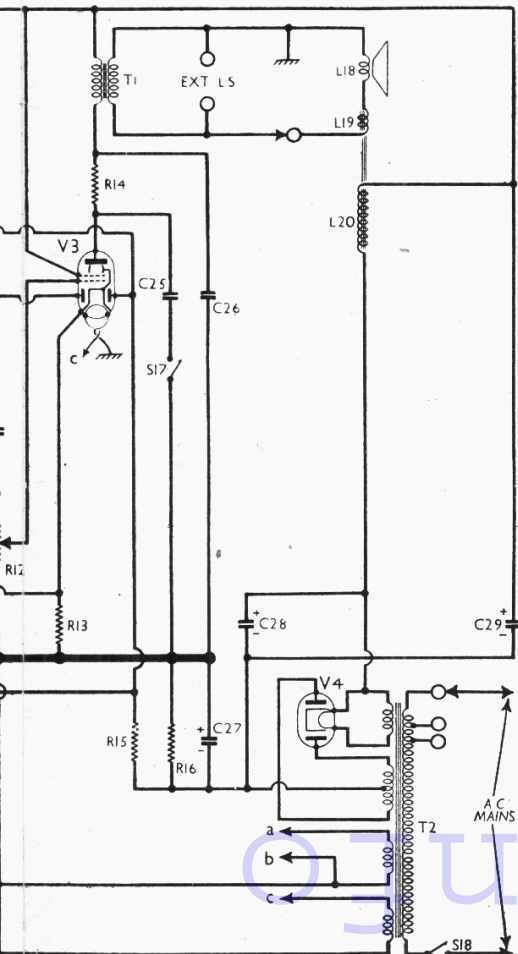 T1
EXT LS
L18
L19
R14
L20
V3
C25
C26
C
S17
R12
R13
+
C28
-
+
C29
-
V4
R15
R16
+
C27
-
a
b
c
T2
A C
MAINS
S18